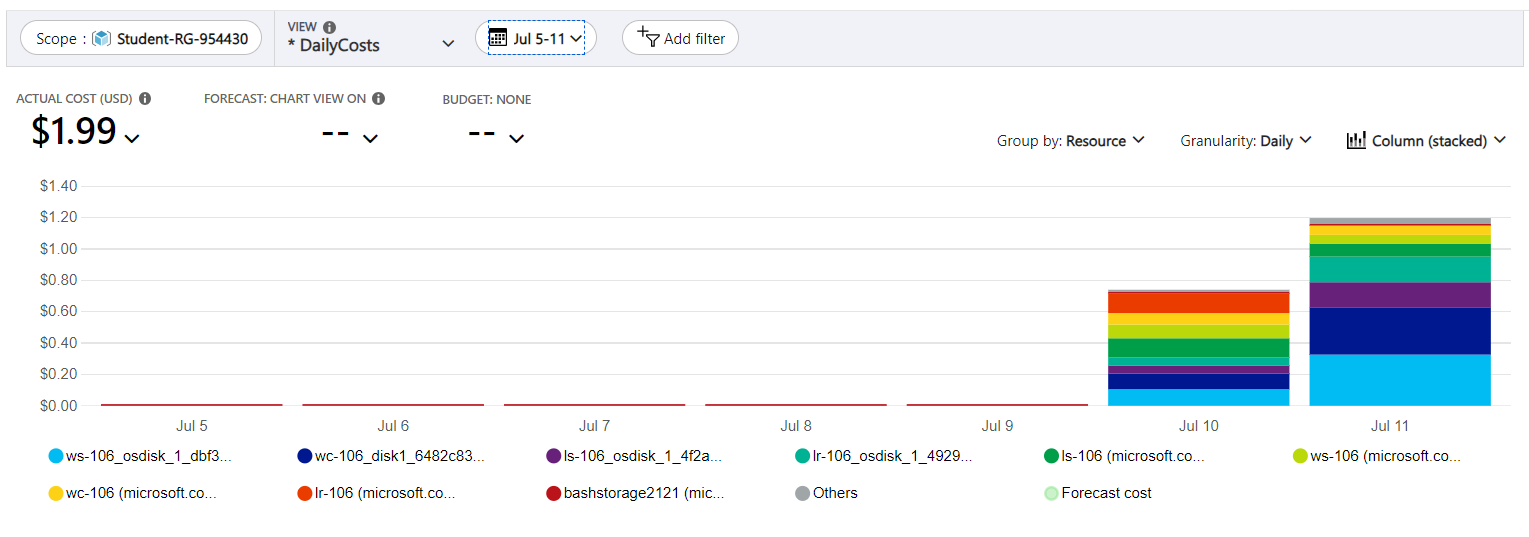 Scope : Student-RG-954430
VIEW
* DailyCosts
Jul 5-11
Add filter
ACTUAL COST (USD)
$1.99
FORECAST: CHART VIEW ON
--
BUDGET: NONE
--
Group by: Resource
Granularity: Daily
Column (stacked)
$1.40
$1.20
$1.00
$0.80
$0.60
$0.40
$0.20
$0.00
Jul 5 Jul 6 Jul 7 Jul 8 Jul 9 Jul 10 Jul 11
ws-106_osdisk_1_dbf3... wc-106_disk1_6482c83... ls-106_osdisk_1_4f2a... lr-106_osdisk_1_4929... ls-106 (microsoft.co... ws-106 (microsoft.co...
wc-106 (microsoft.co... lr-106 (microsoft.co... bashstorage2121 (mic... Others Forecast cost